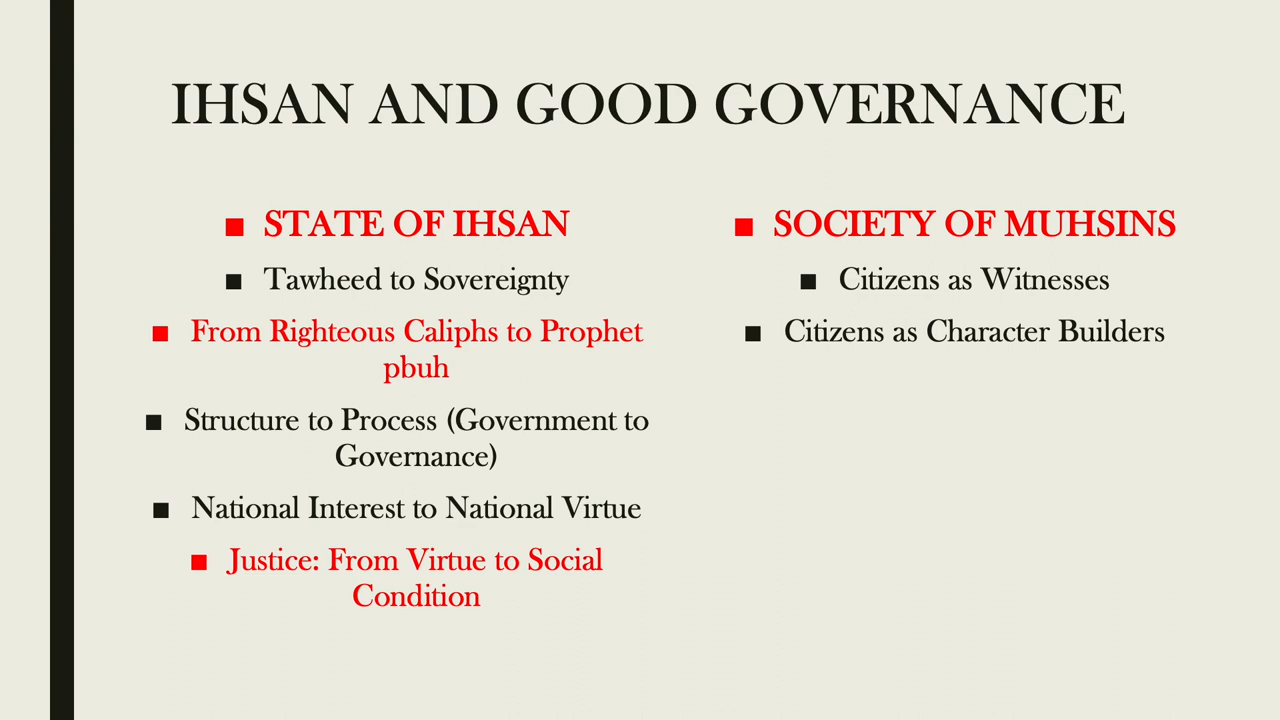 IHSAN AND GOOD GOVERNANCE
■ STATE OF IHSAN
■ Tawheed to Sovereignty
■ From Righteous Caliphs to Prophet
pbuh
■ Structure to Process (Government to
Governance)
■ National Interest to National Virtue
■ Justice: From Virtue to Social
Condition
■ SOCIETY OF MUHSINS
■ Citizens as Witnesses
■ Citizens as Character Builders